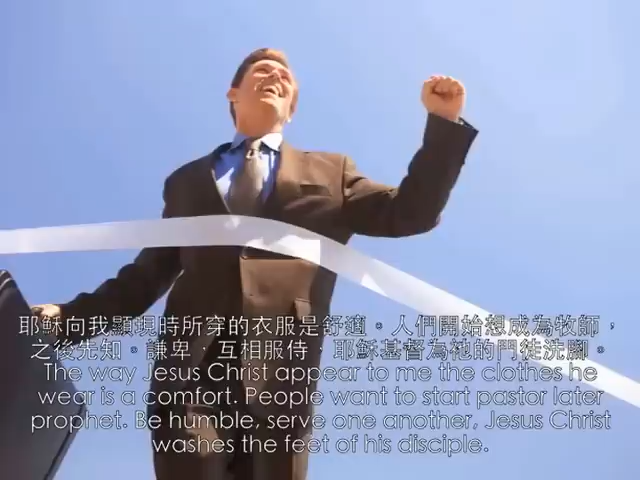 耶穌向我顯現時所穿的衣服是舒適。人們開始想成為牧師，
之後先知。謙卑，互相服侍，耶穌基督為祂的門徒洗腳。
The way Jesus Christ appear to me the clothes he
wear is a comfort. People want to start pastor later
prophet. Be humble, serve one another, Jesus Christ
washes the feet of his disciple.